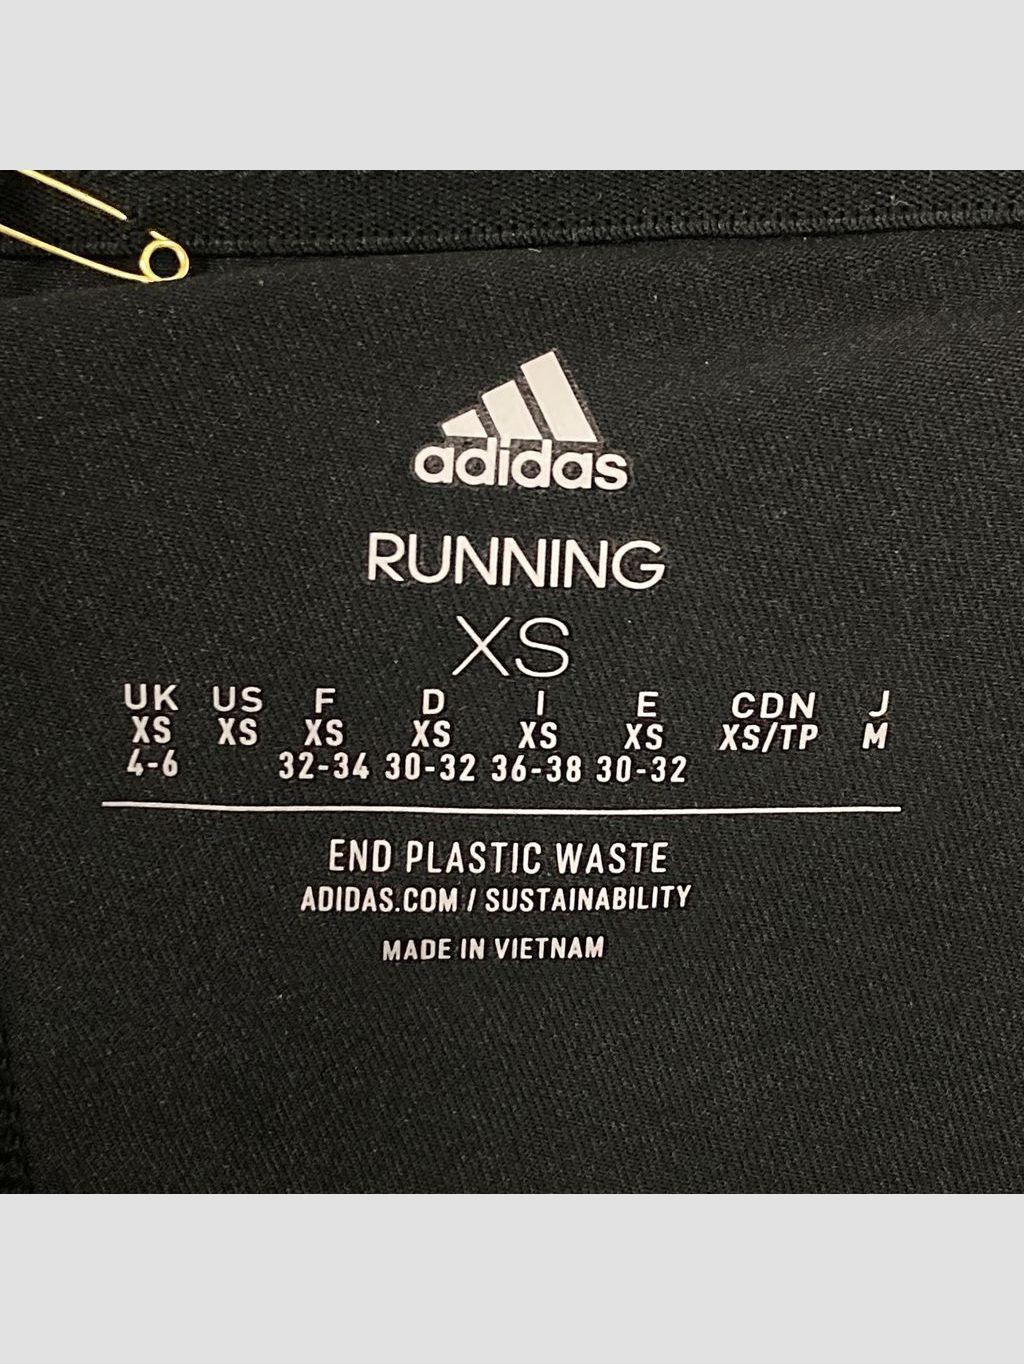 adidas
RUNNING
XS
UK US F D I E CDN J
XS XS XS XS XS XS XS/TP M
4-6 32-34 30-32 36-38 30-32
END PLASTIC WASTE
ADIDAS.COM / SUSTAINABILITY
MADE IN VIETNAM